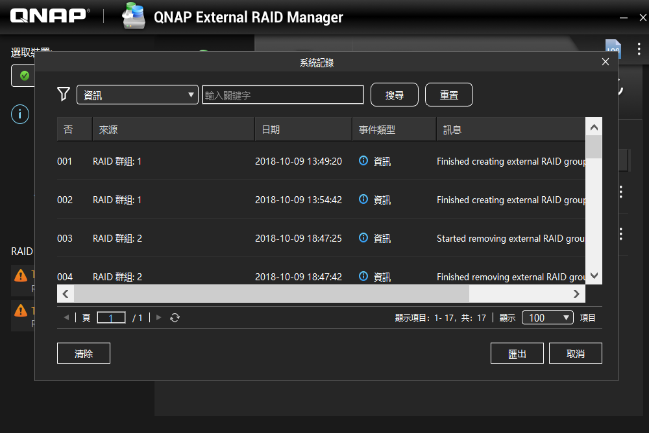 QNAP QNAP External RAID Manager
選取裝置:
系統記錄
資訊 輸入關鍵字 搜尋 重置
否 來源 日期 事件類型 訊息
001 RAID 群組: 1 2018-10-09 13:49:20 資訊 Finished creating external RAID group
002 RAID 群組: 1 2018-10-09 13:54:42 資訊 Finished creating external RAID group
003 RAID 群組: 2 2018-10-09 18:47:25 資訊 Started removing external RAID grou
004 RAID 群組: 2 2018-10-09 18:47:42 資訊 Finished removing external RAID grou
RAID
頁 1 / 1 顯示項目: 1- 17, 共: 17 | 顯示 100 項目
清除 匯出 取消